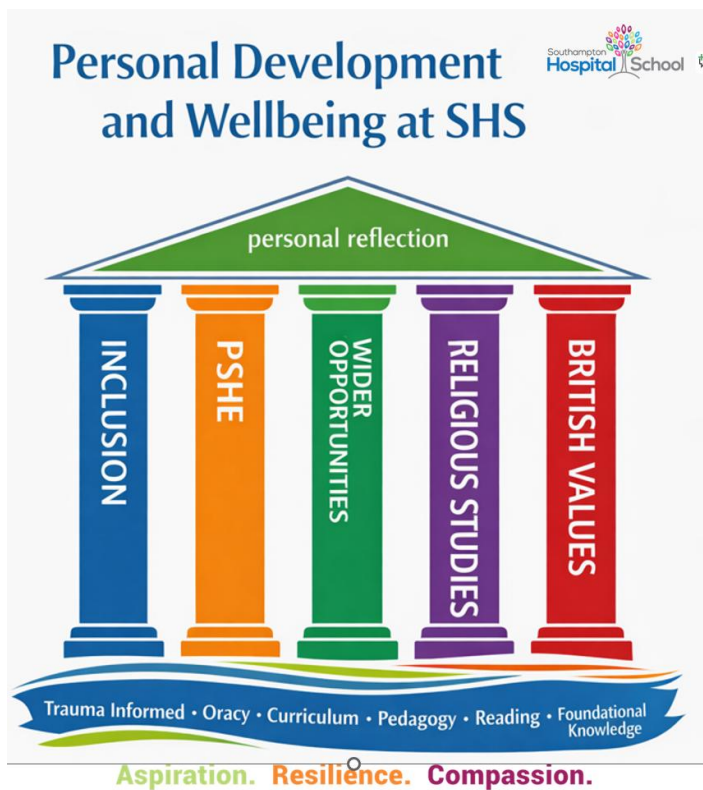 Personal Development
and Wellbeing at SHS
Southampton
Hospital School
personal reflection
INCLUSION
PSHE
WIDER
OPPORTUNITIES
RELIGIOUS STUDIES
BRITISH VALUES
Trauma Informed • Oracy • Curriculum • Pedagogy • Reading • Foundational
Knowledge
Aspiration. Resilience. Compassion.